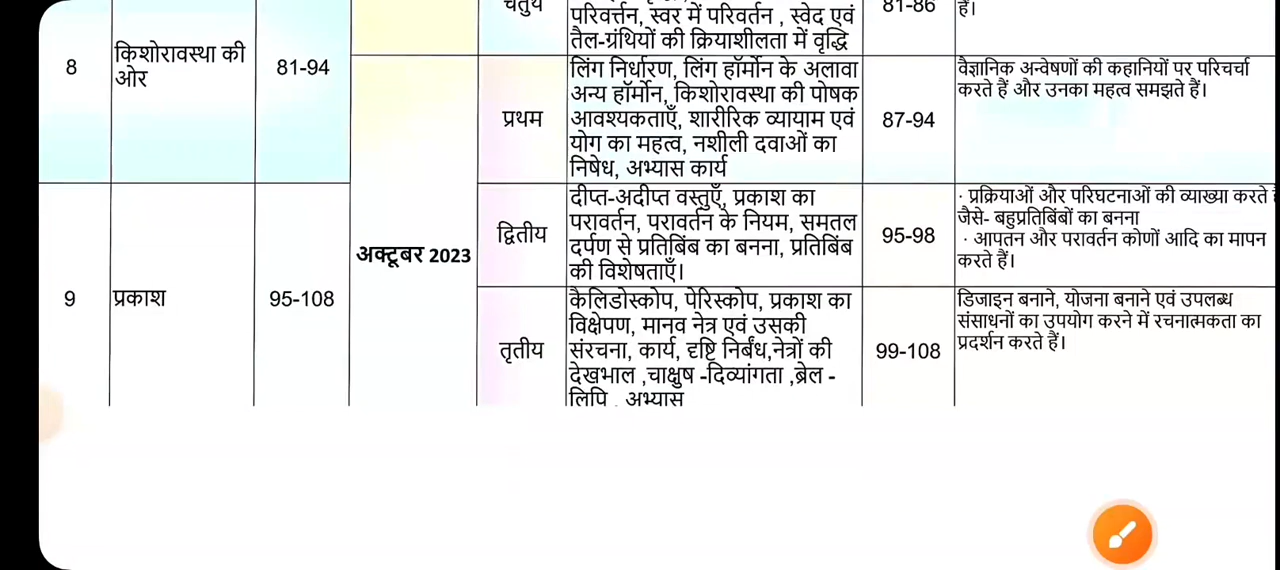 चतुर्थ
परिवर्त्तन, स्वर में परिवर्तन , स्वेद एवं
तैल-ग्रंथियों की क्रियाशीलता में वृद्धि
81-86
हैं।
8
किशोरावस्था की
ओर
81-94
प्रथम
लिंग निर्धारण, लिंग हॉर्मोन के अलावा
अन्य हॉर्मोन, किशोरावस्था की पोषक
आवश्यकताएँ, शारीरिक व्यायाम एवं
योग का महत्व, नशीली दवाओं का
निषेध, अभ्यास कार्य
87-94
वैज्ञानिक अन्वेषणों की कहानियों पर परिचर्चा
करते हैं और उनका महत्व समझते हैं।
अक्टूबर 2023
9
प्रकाश
95-108
द्वितीय
दीप्त-अदीप्त वस्तुएँ, प्रकाश का
परावर्तन, परावर्तन के नियम, समतल
दर्पण से प्रतिबिंब का बनना, प्रतिबिंब
की विशेषताएँ।
95-98
· प्रक्रियाओं और परिघटनाओं की व्याख्या करते
जैसे- बहुप्रतिबिंबों का बनना
· आपतन और परावर्तन कोणों आदि का मापन
करते हैं।
तृतीय
कैलिडोस्कोप, पेरिस्कोप, प्रकाश का
विक्षेपण, मानव नेत्र एवं उसकी
संरचना, कार्य, दृष्टि निर्बंध,नेत्रों की
देखभाल ,चाक्षुष -दिव्यांगता ,ब्रेल -
लिपि , अभ्यास
99-108
डिजाइन बनाने, योजना बनाने एवं उपलब्ध
संसाधनों का उपयोग करने में रचनात्मकता का
प्रदर्शन करते हैं।